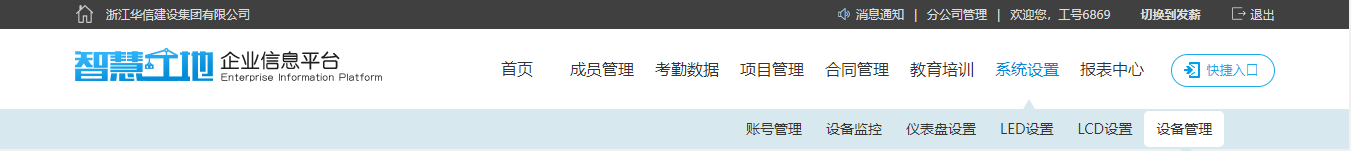 浙江华信建设集团有限公司 消息通知 | 分公司管理 | 欢迎您，工号6869 切换到发薪 退出
智慧工地 企业信息平台
Enterprise Information Platform
首页 成员管理 考勤数据 项目管理 合同管理 教育培训 系统设置 报表中心 快捷入口
账号管理 设备监控 仪表盘设置 LED设置 LCD设置 设备管理